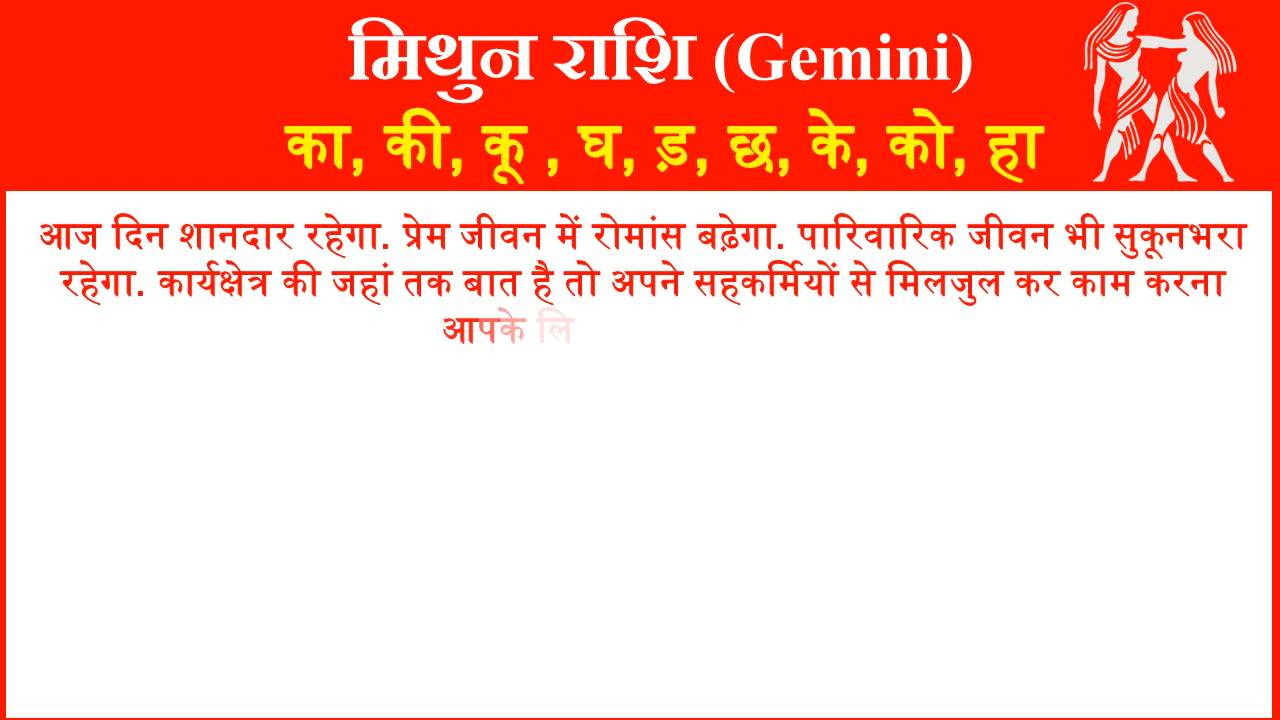 मिथुन राशि (Gemini)
का, की, कू , घ, ड़, छ, के, को, हा
आज दिन शानदार रहेगा. प्रेम जीवन में रोमांस बढ़ेगा. पारिवारिक जीवन भी सुकूनभरा
रहेगा. कार्यक्षेत्र की जहां तक बात है तो अपने सहकर्मियों से मिलजुल कर काम करना
आपके लि